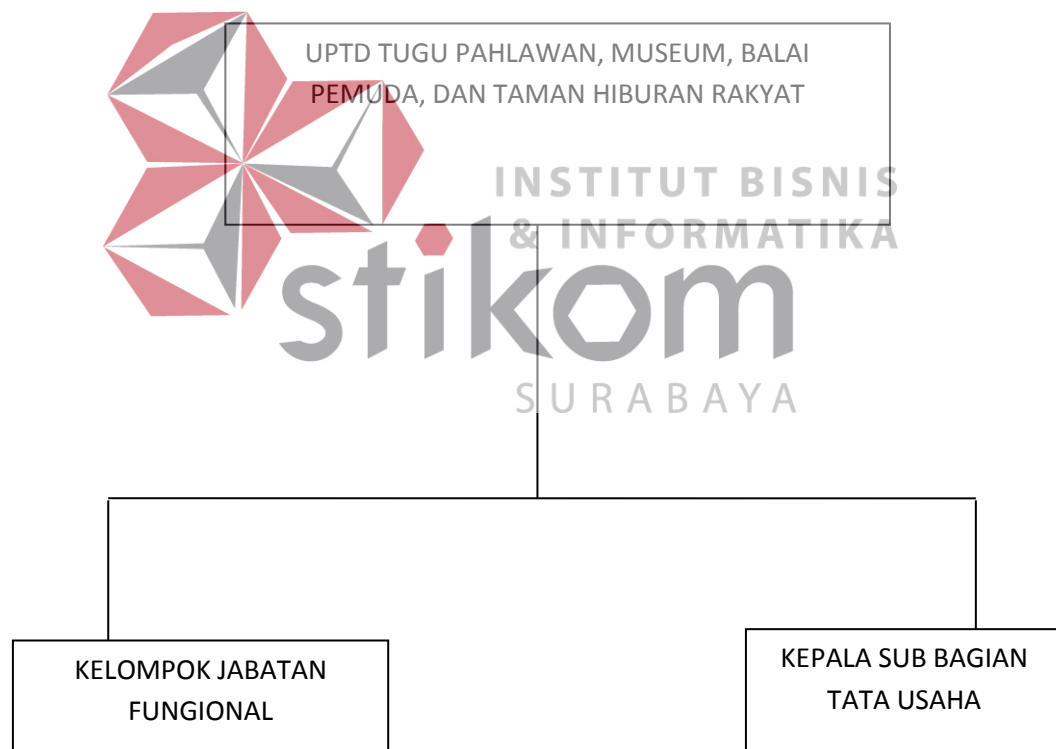 UPTD TUGU PAHLAWAN, MUSEUM, BALAI
PEMUDA, DAN TAMAN HIBURAN RAKYAT
INSTITUT BISNIS
& INFORMATIKA
stikom
SURABAYA
KELOMPOK JABATAN
FUNGIONAL
KEPALA SUB BAGIAN
TATA USAHA